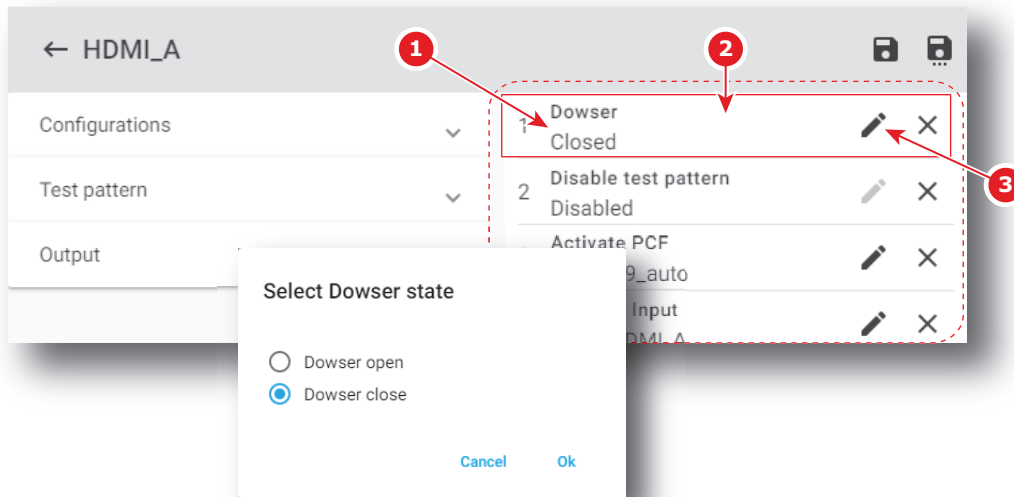 ← HDMI_A
1
2
Configurations
1 Dowser
Closed
3
Test pattern
2 Disable test pattern
Disabled
Output
Activate PCF
9_auto
Input
DMI_A
Select Dowser state
Dowser open
Dowser close
Cancel Ok